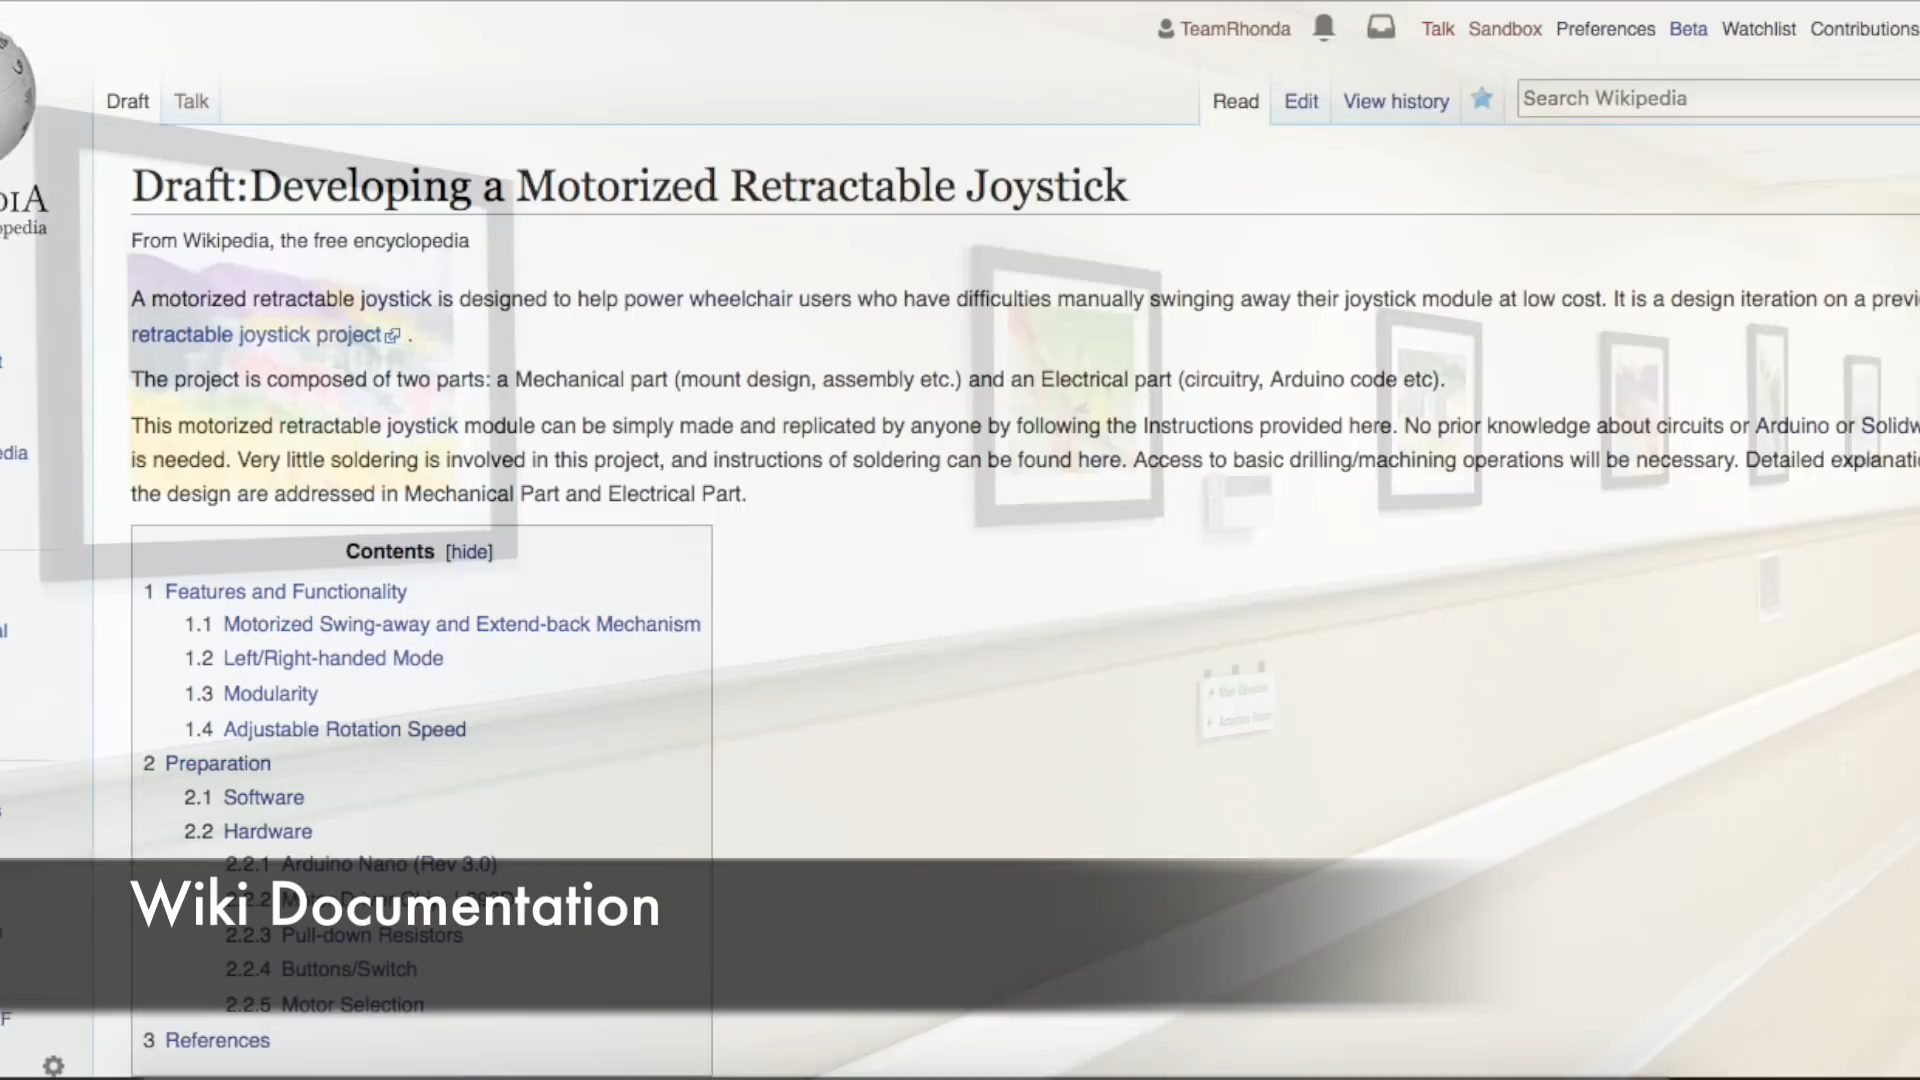 TeamRhonda Talk Sandbox Preferences Beta Watchlist Contributions
Draft Talk Read Edit View history Search Wikipedia
DIA
opedia
Draft:Developing a Motorized Retractable Joystick
From Wikipedia, the free encyclopedia
A motorized retractable joystick is designed to help power wheelchair users who have difficulties manually swinging away their joystick module at low cost. It is a design iteration on a previ
retractable joystick project .
The project is composed of two parts: a Mechanical part (mount design, assembly etc.) and an Electrical part (circuitry, Arduino code etc).
This motorized retractable joystick module can be simply made and replicated by anyone by following the Instructions provided here. No prior knowledge about circuits or Arduino or Solidw
is needed. Very little soldering is involved in this project, and instructions of soldering can be found here. Access to basic drilling/machining operations will be necessary. Detailed explanati
the design are addressed in Mechanical Part and Electrical Part.
Contents [hide]
1 Features and Functionality
1.1 Motorized Swing-away and Extend-back Mechanism
1.2 Left/Right-handed Mode
1.3 Modularity
1.4 Adjustable Rotation Speed
2 Preparation
2.1 Software
2.2 Hardware
2.2.1 Arduino Nano (Rev 3.0)
Wiki Documentation
2.2.3 Pull-down Resistors
2.2.4 Buttons/Switch
2.2.5 Motor Selection
3 References
edia